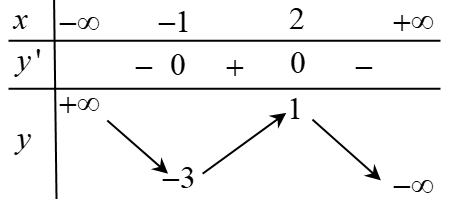 x −∞ −1 2 +∞
y' − 0 + 0 −
+∞ 1
y
−3 −∞